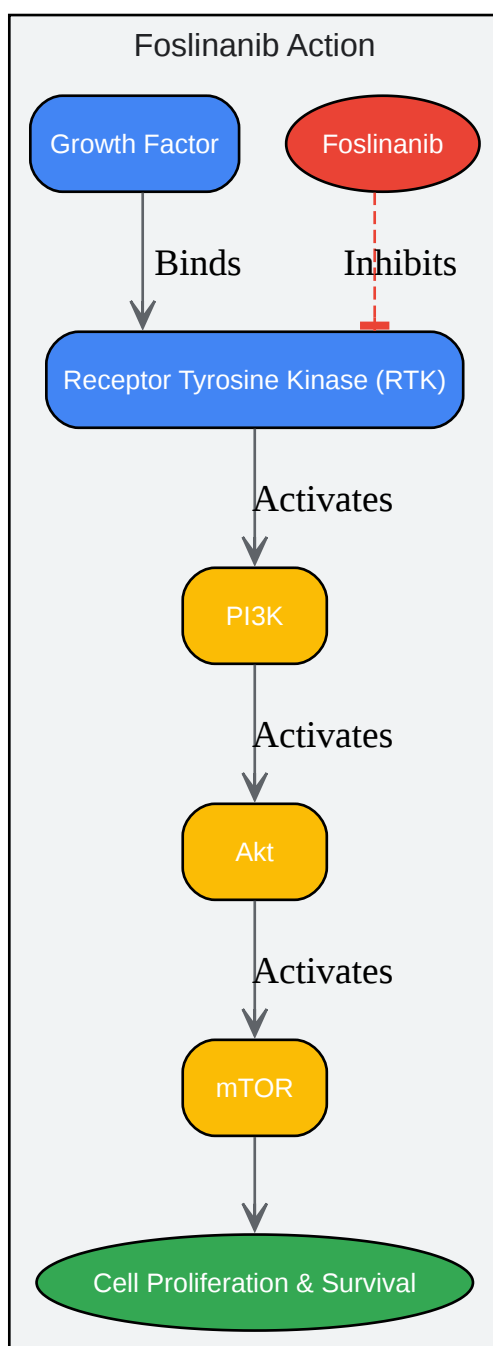 Foslinanib Action
Growth Factor
Foslinanib
Binds
Inhibits
Receptor Tyrosine Kinase (RTK)
Activates
PI3K
Activates
Akt
Activates
mTOR
Cell Proliferation & Survival